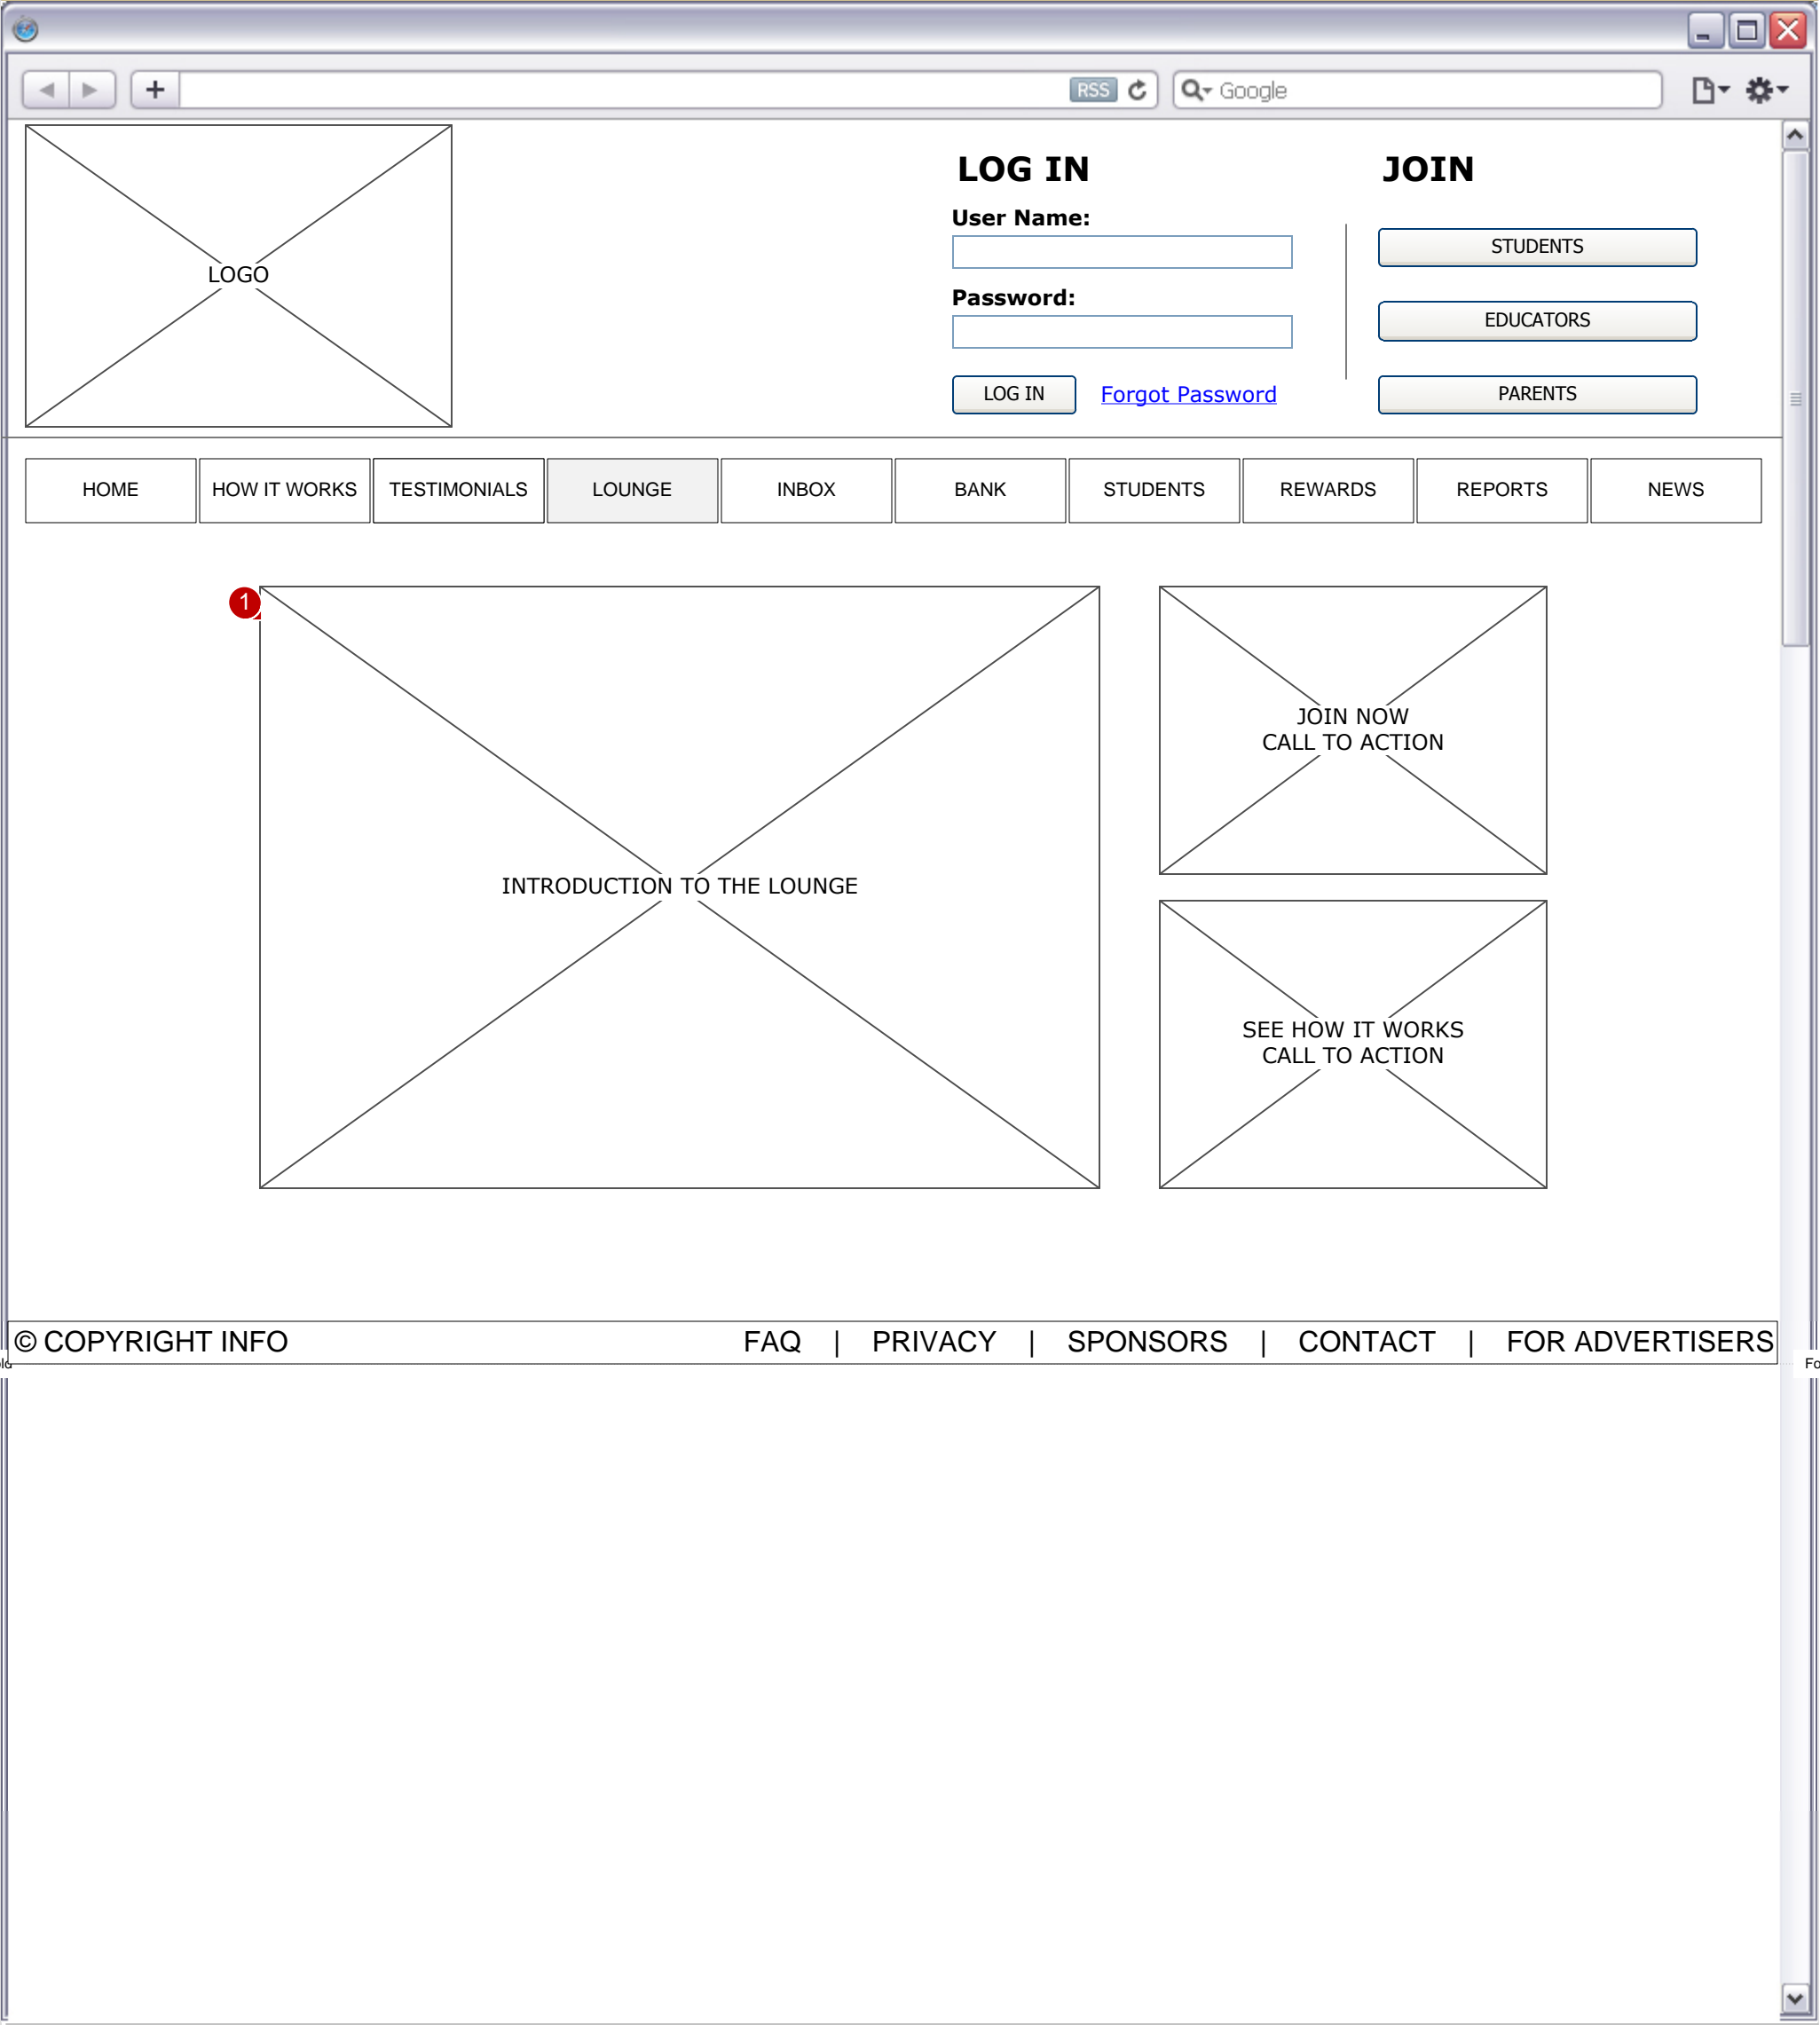 RSS
Google
LOGO
LOG IN
JOIN
User Name:
Password:
LOG IN
Forgot Password
STUDENTS
EDUCATORS
PARENTS
HOME
HOW IT WORKS
TESTIMONIALS
LOUNGE
INBOX
BANK
STUDENTS
REWARDS
REPORTS
NEWS
1
INTRODUCTION TO THE LOUNGE
JOIN NOW
CALL TO ACTION
SEE HOW IT WORKS
CALL TO ACTION
© COPYRIGHT INFO
FAQ | PRIVACY | SPONSORS | CONTACT | FOR ADVERTISERS